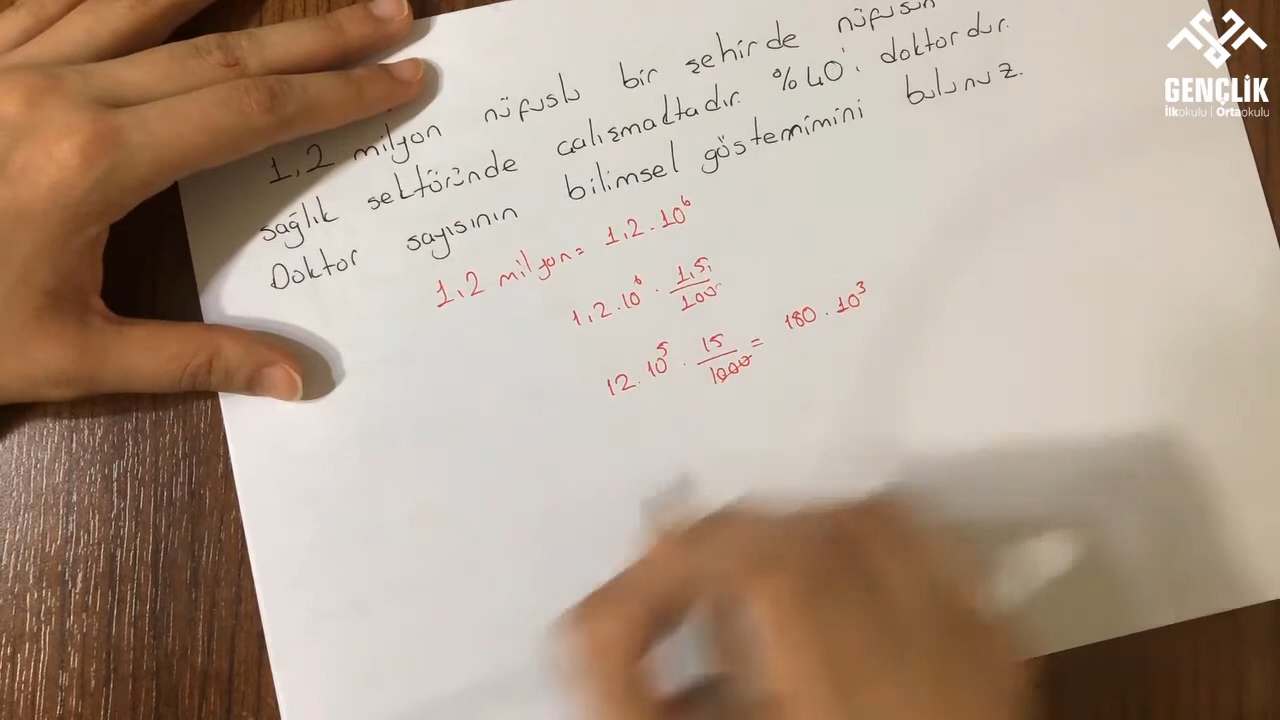 1,2 milyon nüfuslu bir şehirde nüfusun
sağlık sektöründe çalışmaktadır. %40'ı doktordur.
Doktor sayısının bilimsel göstemimini bulunuz.
1,2 milyon = 1,2.10⁶
1,2.10⁶ . 1,5/100
12.10⁵ . 15/1000 = 180.10³
GENÇLİK
İlkokulu | Ortaokulu